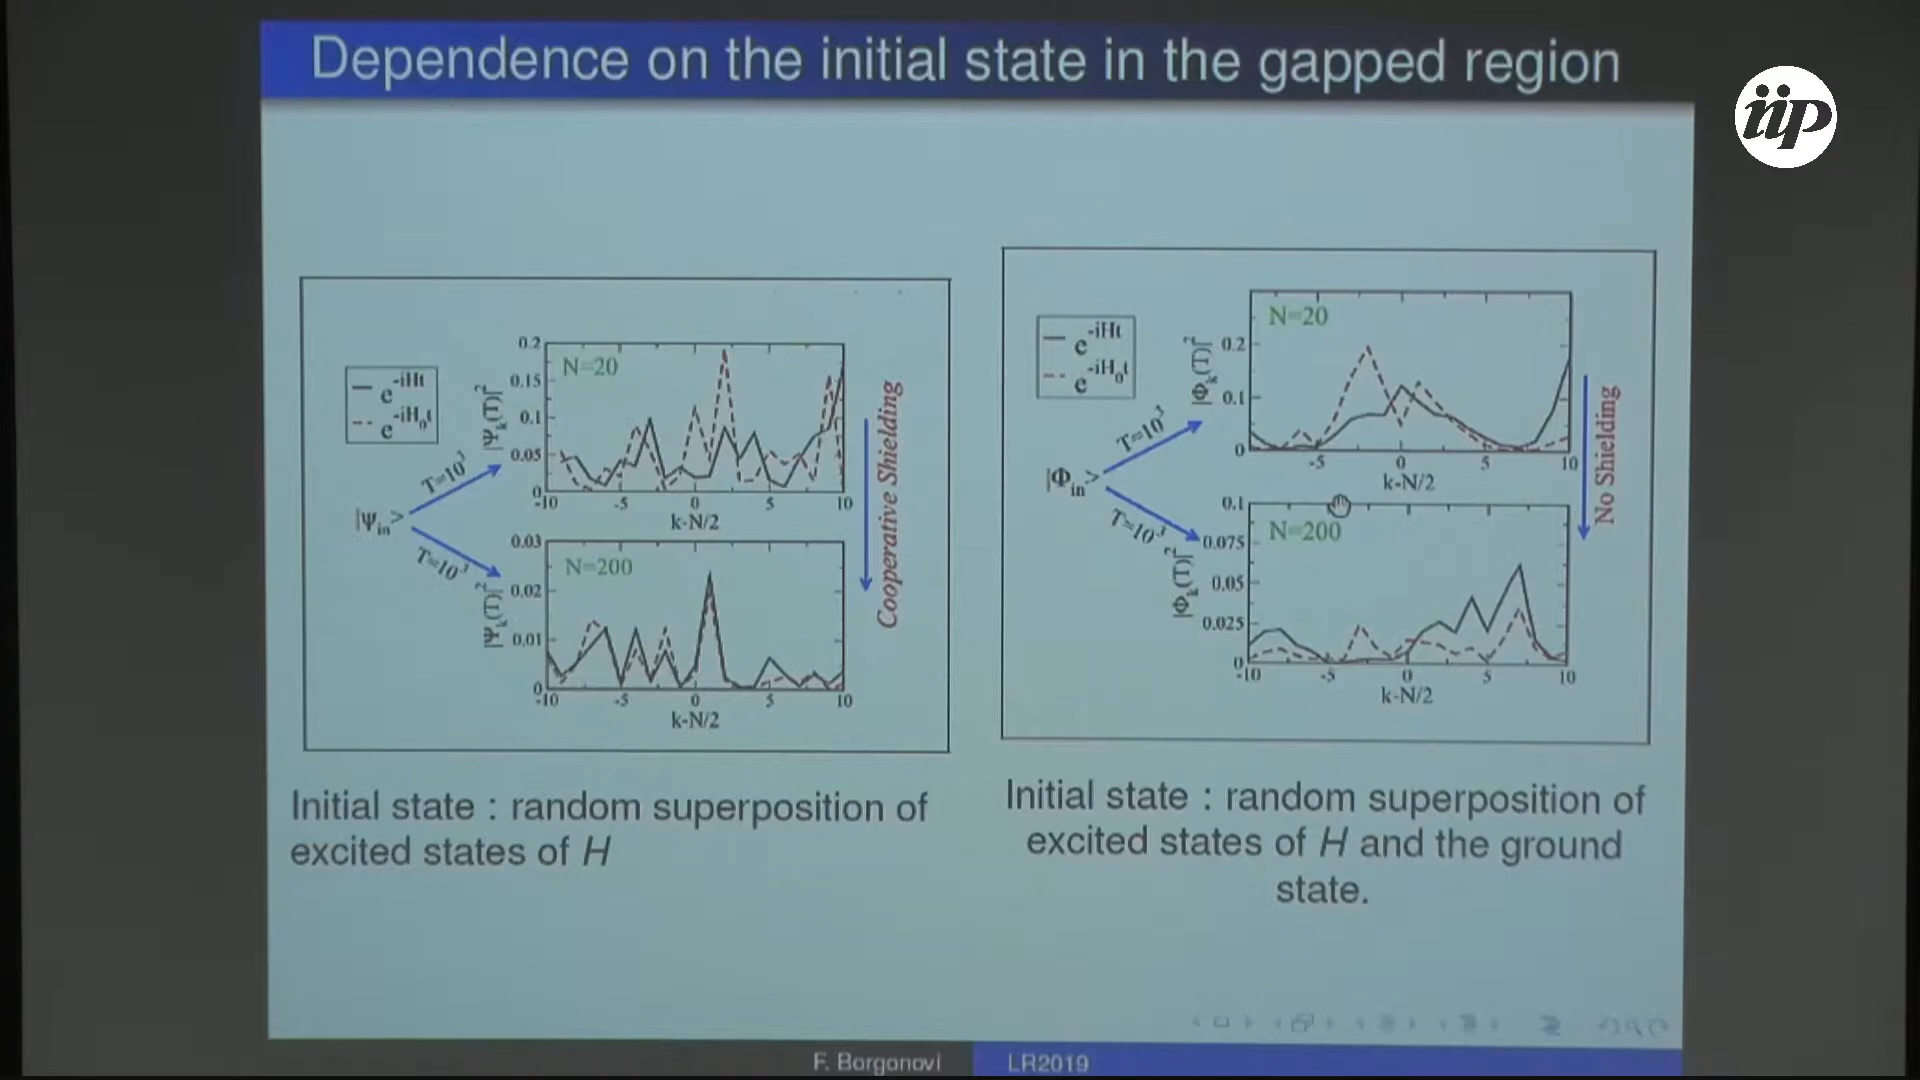 Dependence on the initial state in the gapped region
iip
e^-iHt
e^-iH₀t
|Ψ_in>
T=10³
T=10³
|Ψ_k(T)|²
N=20
0.2
0.15
0.1
0.05
0
-10 -5 0 5 10
k-N/2
|Ψ_k(T)|²
N=200
0.03
0.02
0.01
0
-10 -5 0 5 10
k-N/2
Cooperative Shielding
Initial state : random superposition of
excited states of H
e^-iHt
e^-iH₀t
|Φ_in>
T=10³
T=10³
|Φ_k(T)|²
N=20
0.2
0.1
0
-5 0 5 10
k-N/2
|Φ_k(T)|²
N=200
0.1
0.075
0.05
0.025
0
-10 -5 0 5 10
k-N/2
No Shielding
Initial state : random superposition of
excited states of H and the ground
state.
F. Borgonovi LR2019